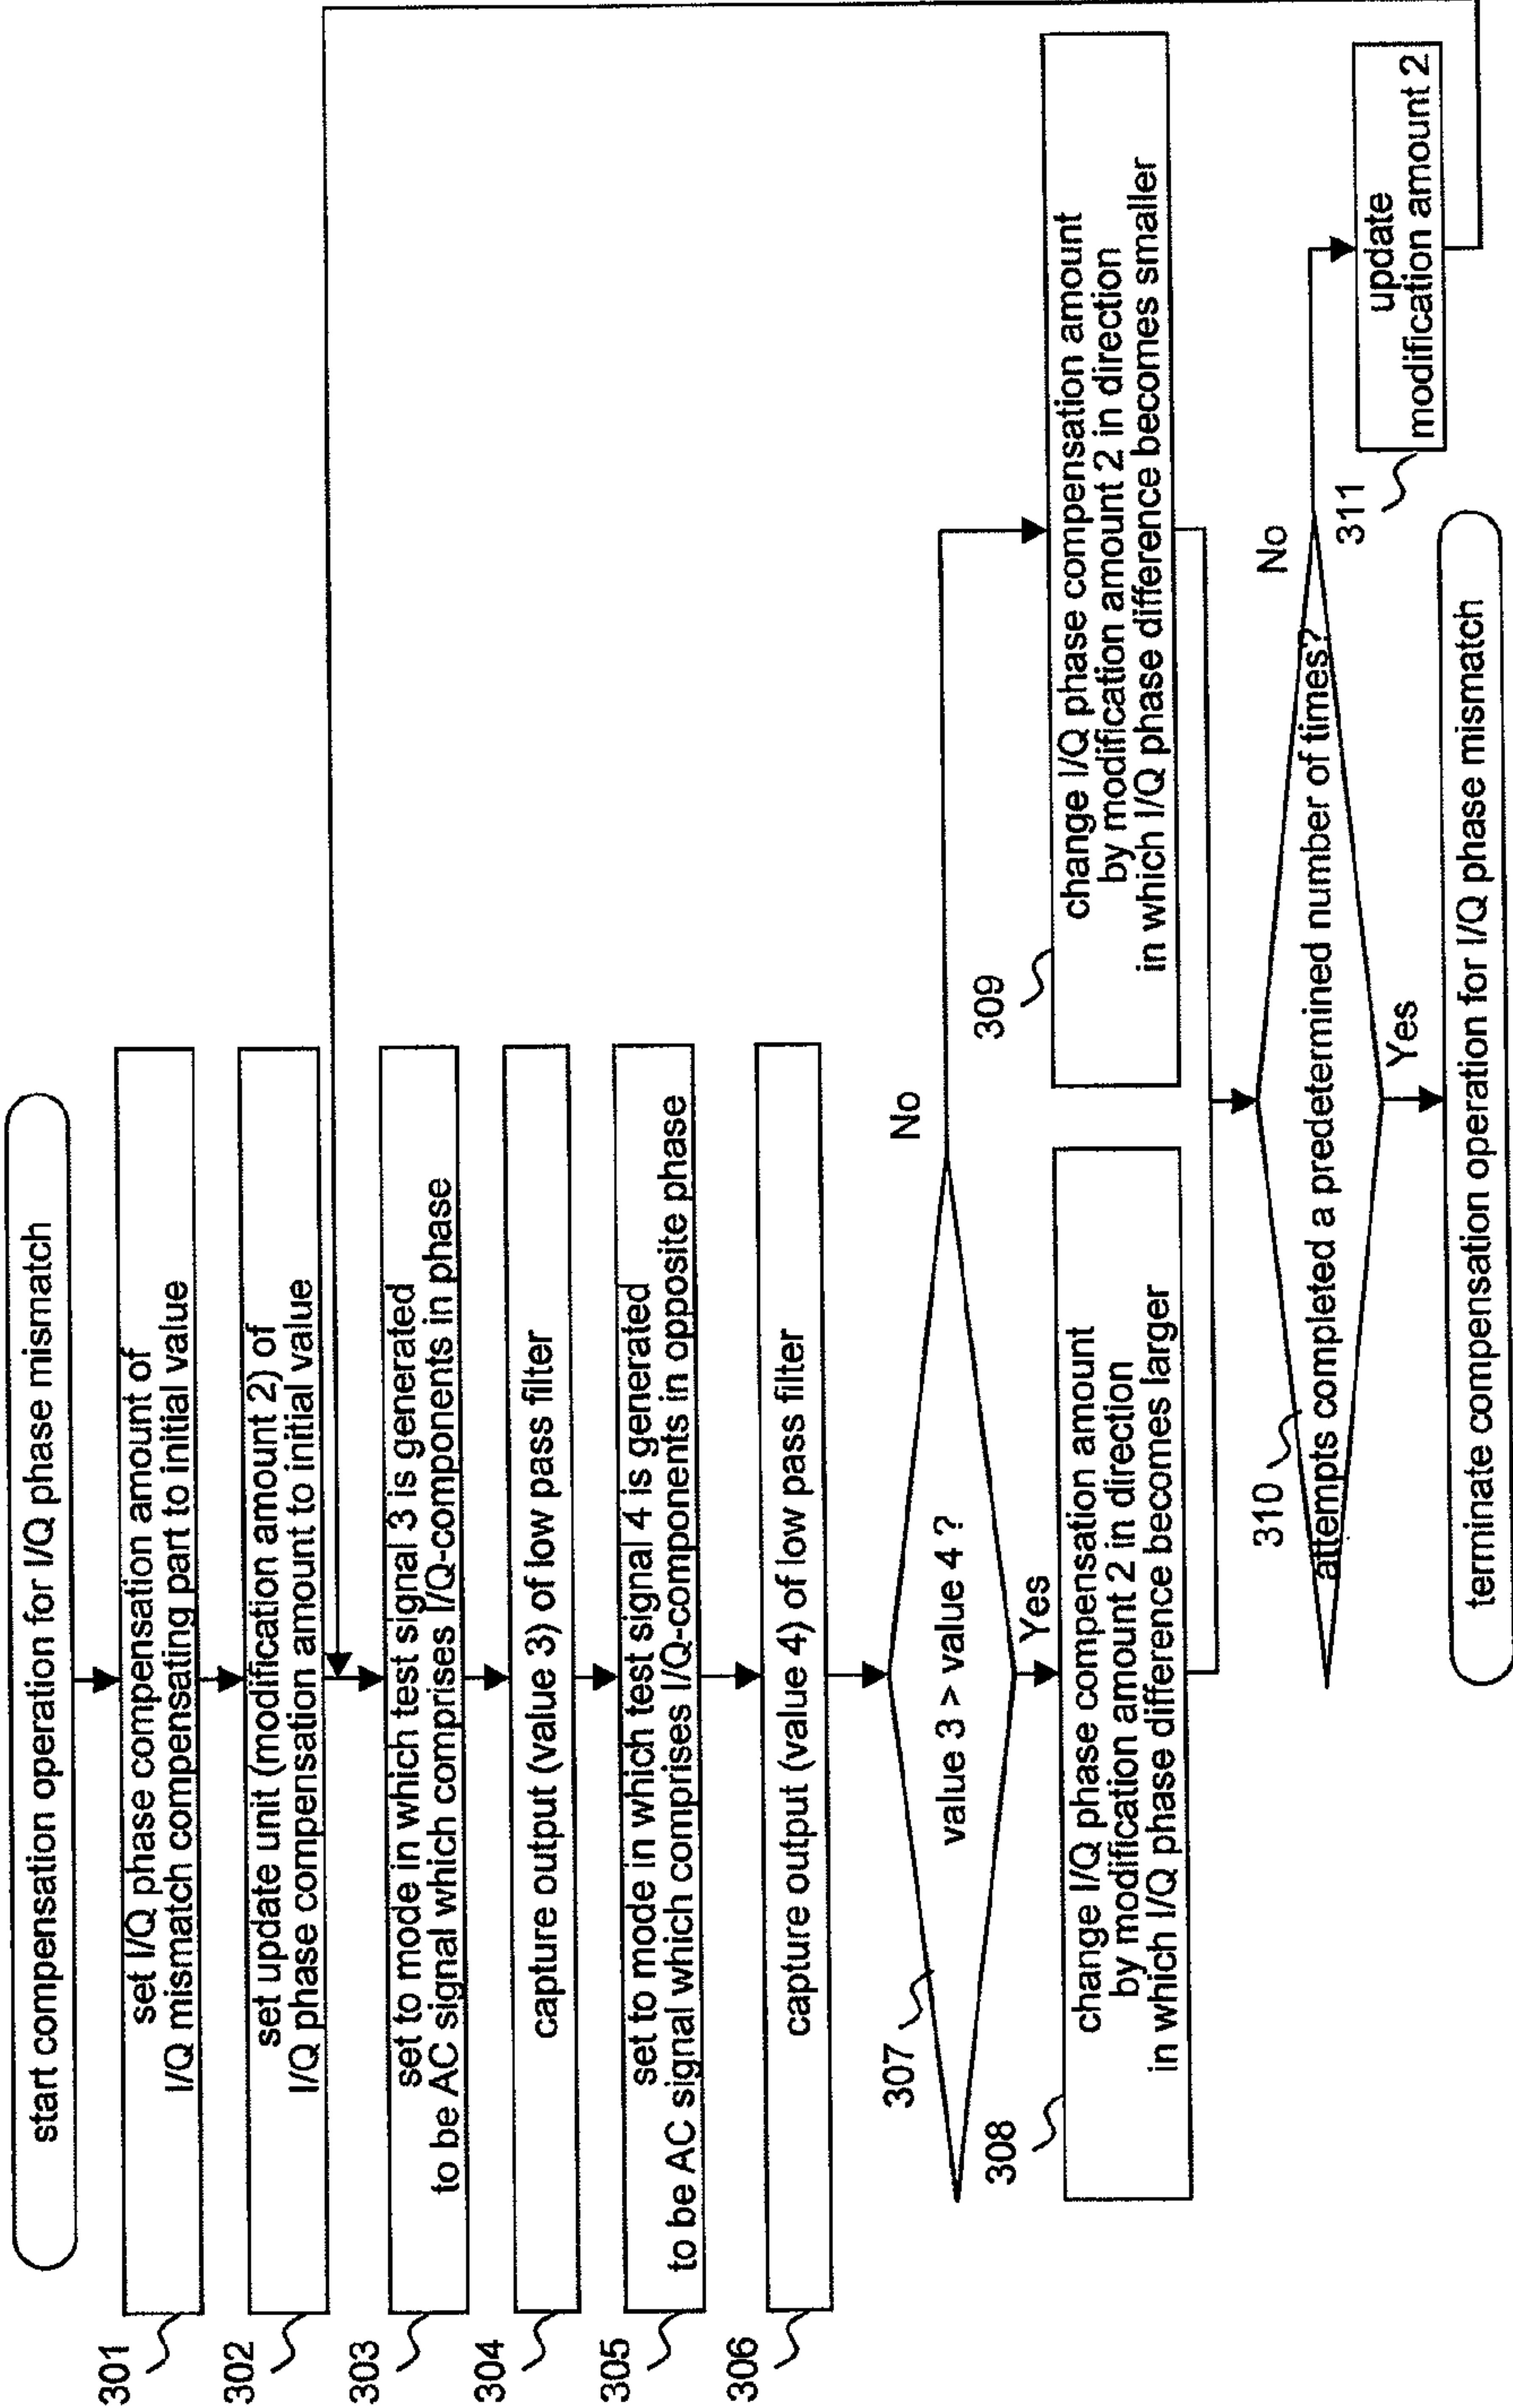 start compensation operation for I/Q phase mismatch
301
set I/Q phase compensation amount of
I/Q mismatch compensating part to initial value
302
set update unit (modification amount 2) of
I/Q phase compensation amount to initial value
303
set to mode in which test signal 3 is generated
to be AC signal which comprises I/Q-components in phase
304
capture output (value 3) of low pass filter
305
set to mode in which test signal 4 is generated
to be AC signal which comprises I/Q-components in opposite phase
306
capture output (value 4) of low pass filter
307
value 3 > value 4 ?
No
Yes
308
change I/Q phase compensation amount
by modification amount 2 in direction
in which I/Q phase difference becomes larger
309
change I/Q phase compensation amount
by modification amount 2 in direction
in which I/Q phase difference becomes smaller
310
attempts completed a predetermined number of times?
No
Yes
311
update
modification amount 2
terminate compensation operation for I/Q phase mismatch